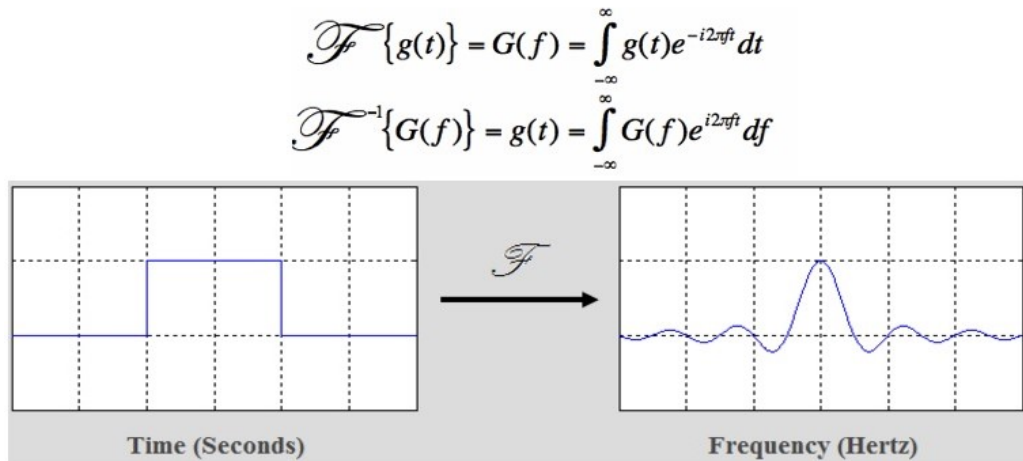 ℱ{g(t)} = G(f) = ∫_{-∞}^{∞} g(t)e^{-i2πft} dt
ℱ^{-1}{G(f)} = g(t) = ∫_{-∞}^{∞} G(f)e^{i2πft} df
ℱ
Time (Seconds)
Frequency (Hertz)